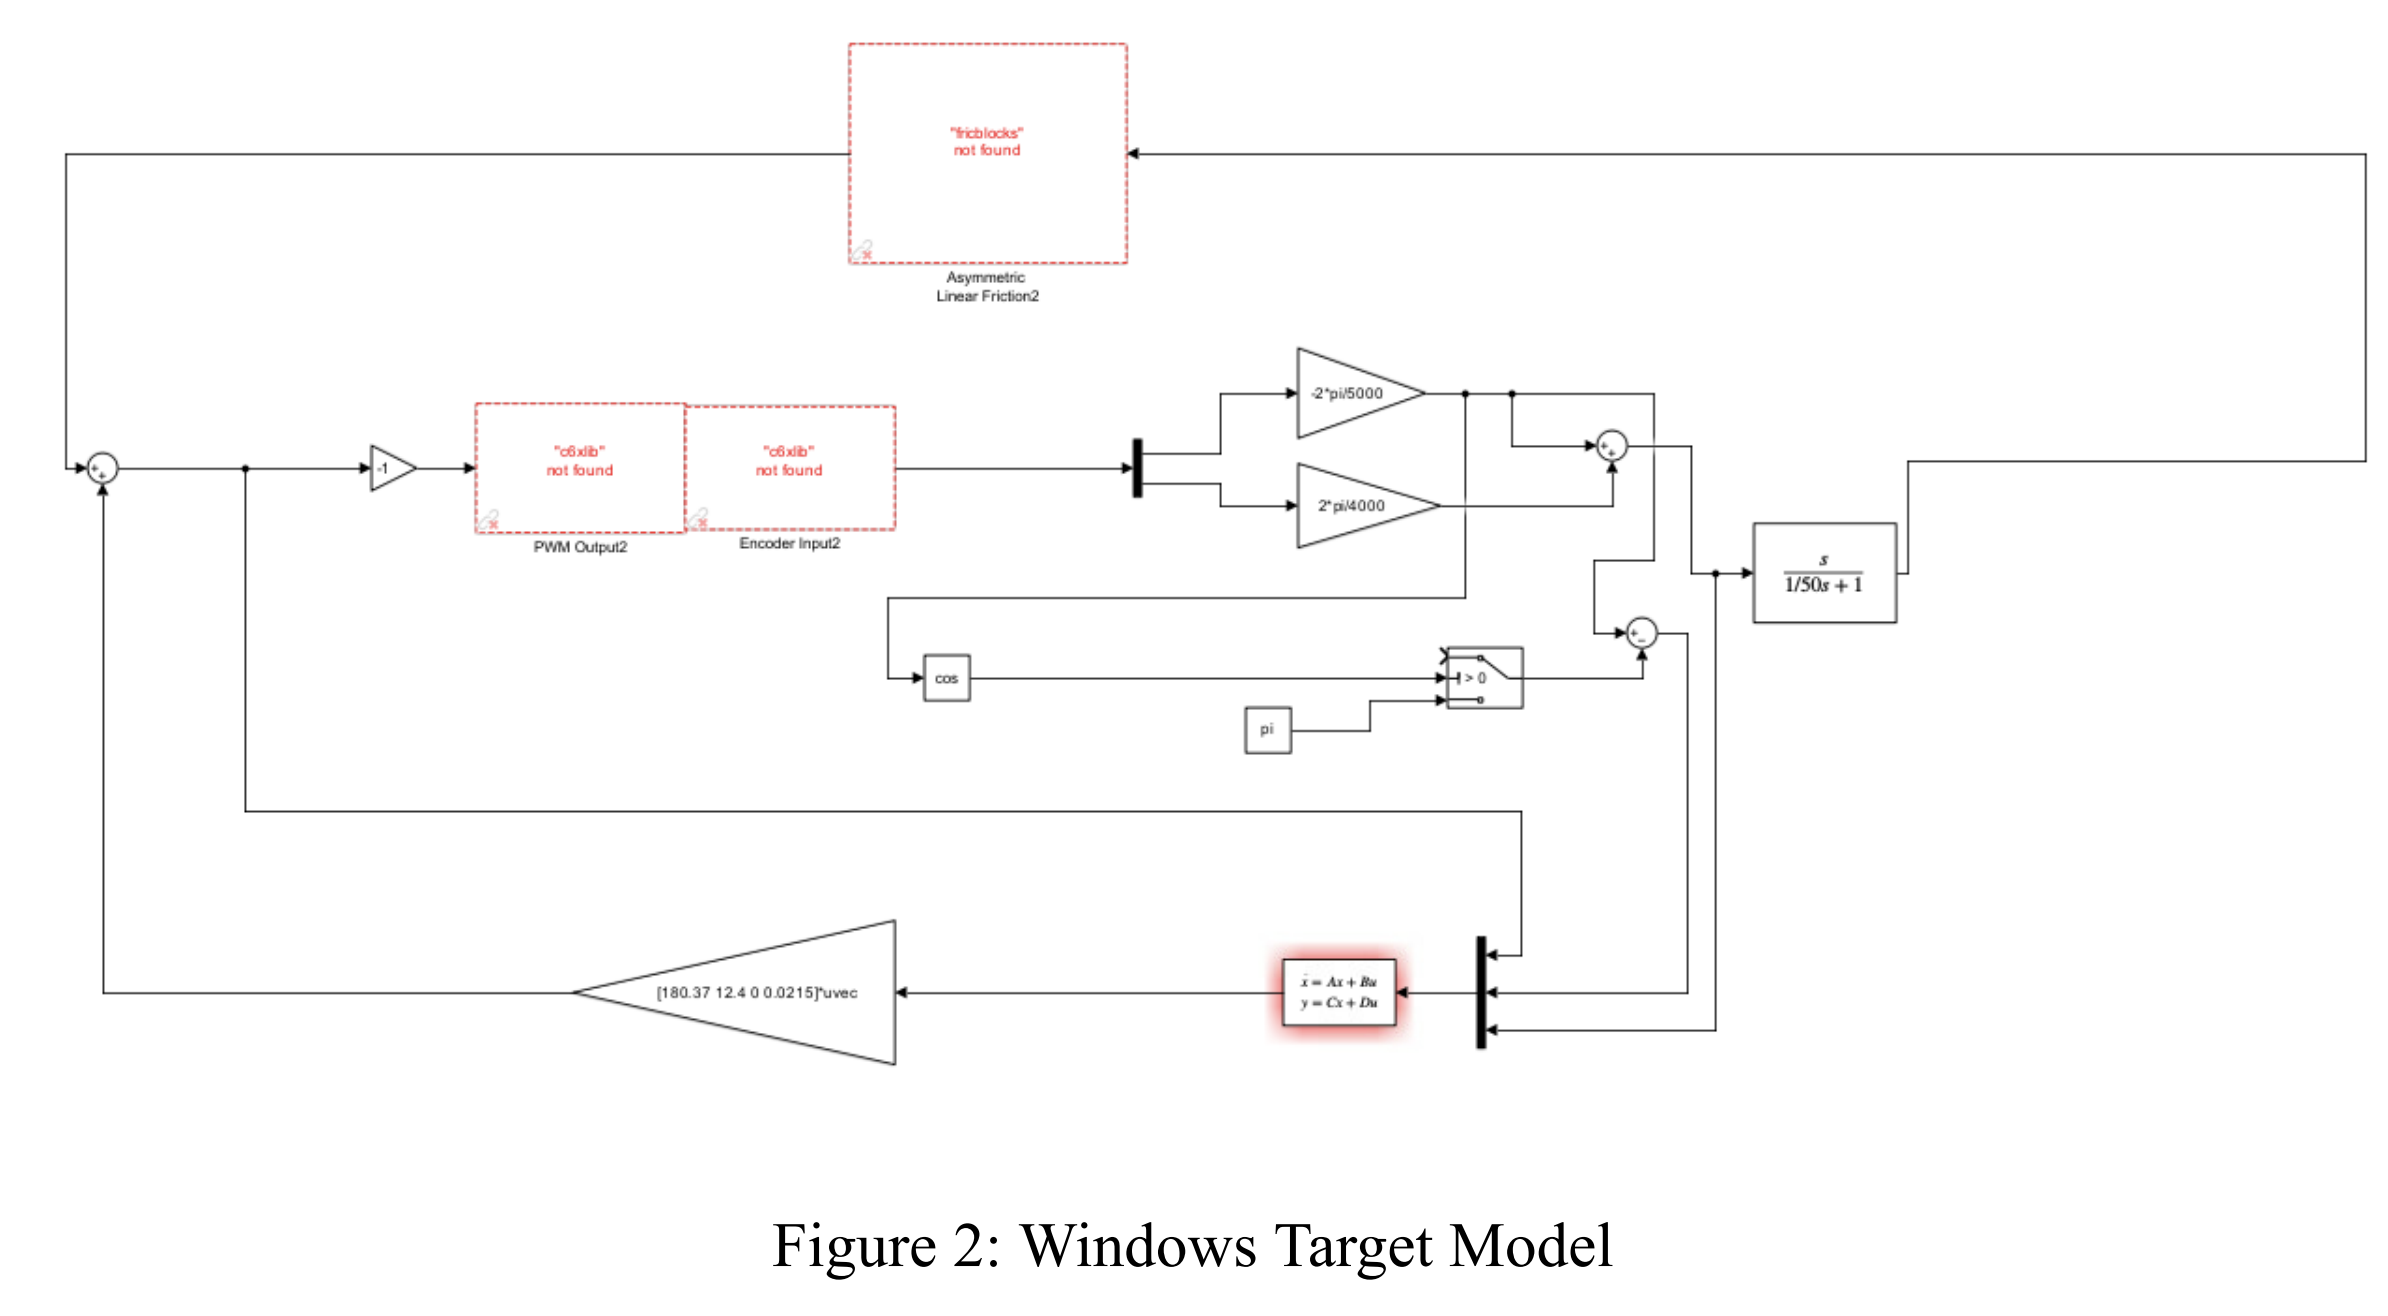 "fricblocks"
not found
Asymmetric
Linear Friction2
-2*pi/5000
-1
"c6xlib"
not found
"c6xlib"
not found
2*pi/4000
PWM Output2
Encoder Input2
s
1/50s + 1
cos
> 0
pi
[180.37 12.4 0 0.0215]*uvec
ẋ = Ax + Bu
y = Cx + Du
Figure 2: Windows Target Model